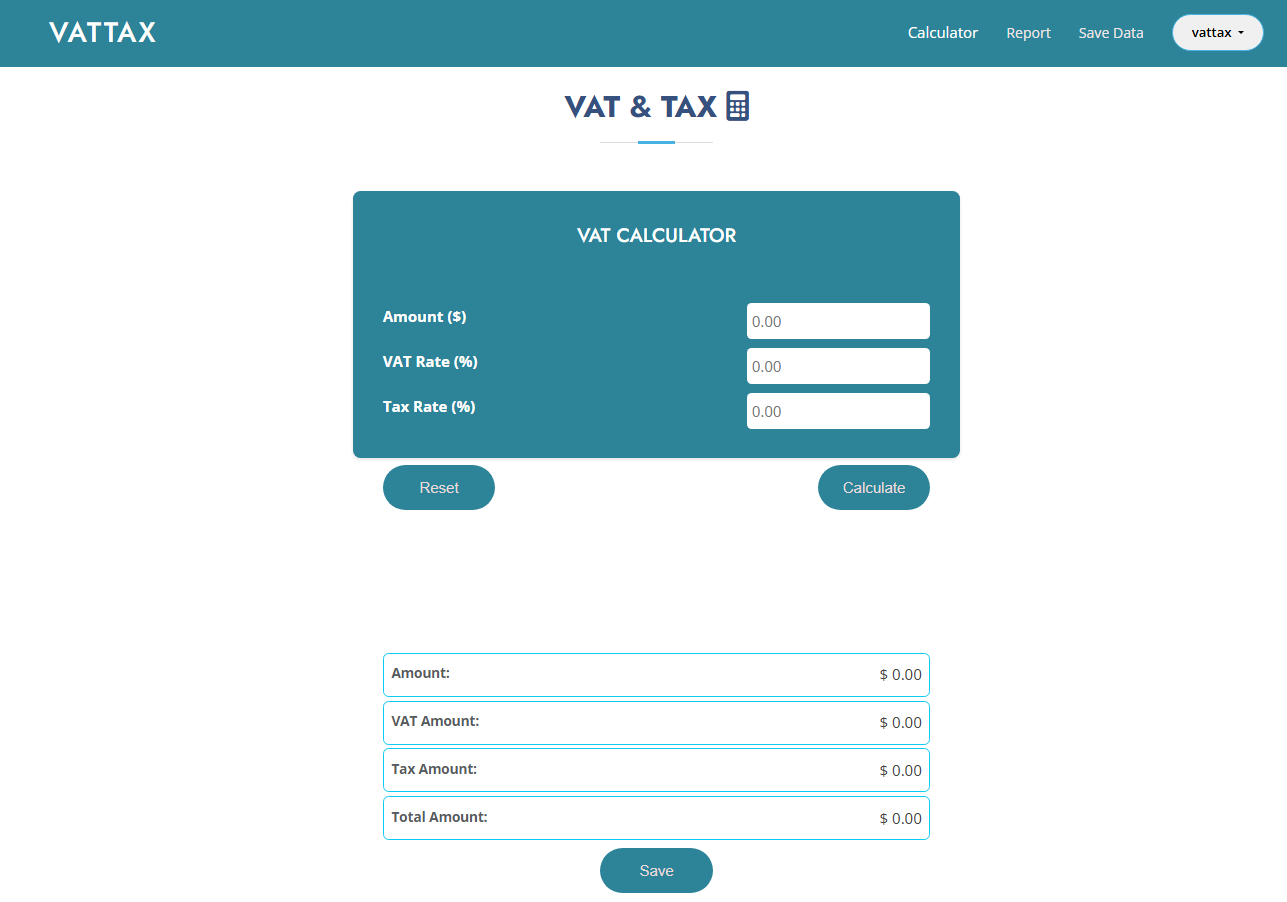 VATTAX Calculator Report Save Data vattax
VAT & TAX
VAT CALCULATOR
Amount ($) 0.00
VAT Rate (%) 0.00
Tax Rate (%) 0.00
Reset Calculate
Amount: $ 0.00
VAT Amount: $ 0.00
Tax Amount: $ 0.00
Total Amount: $ 0.00
Save